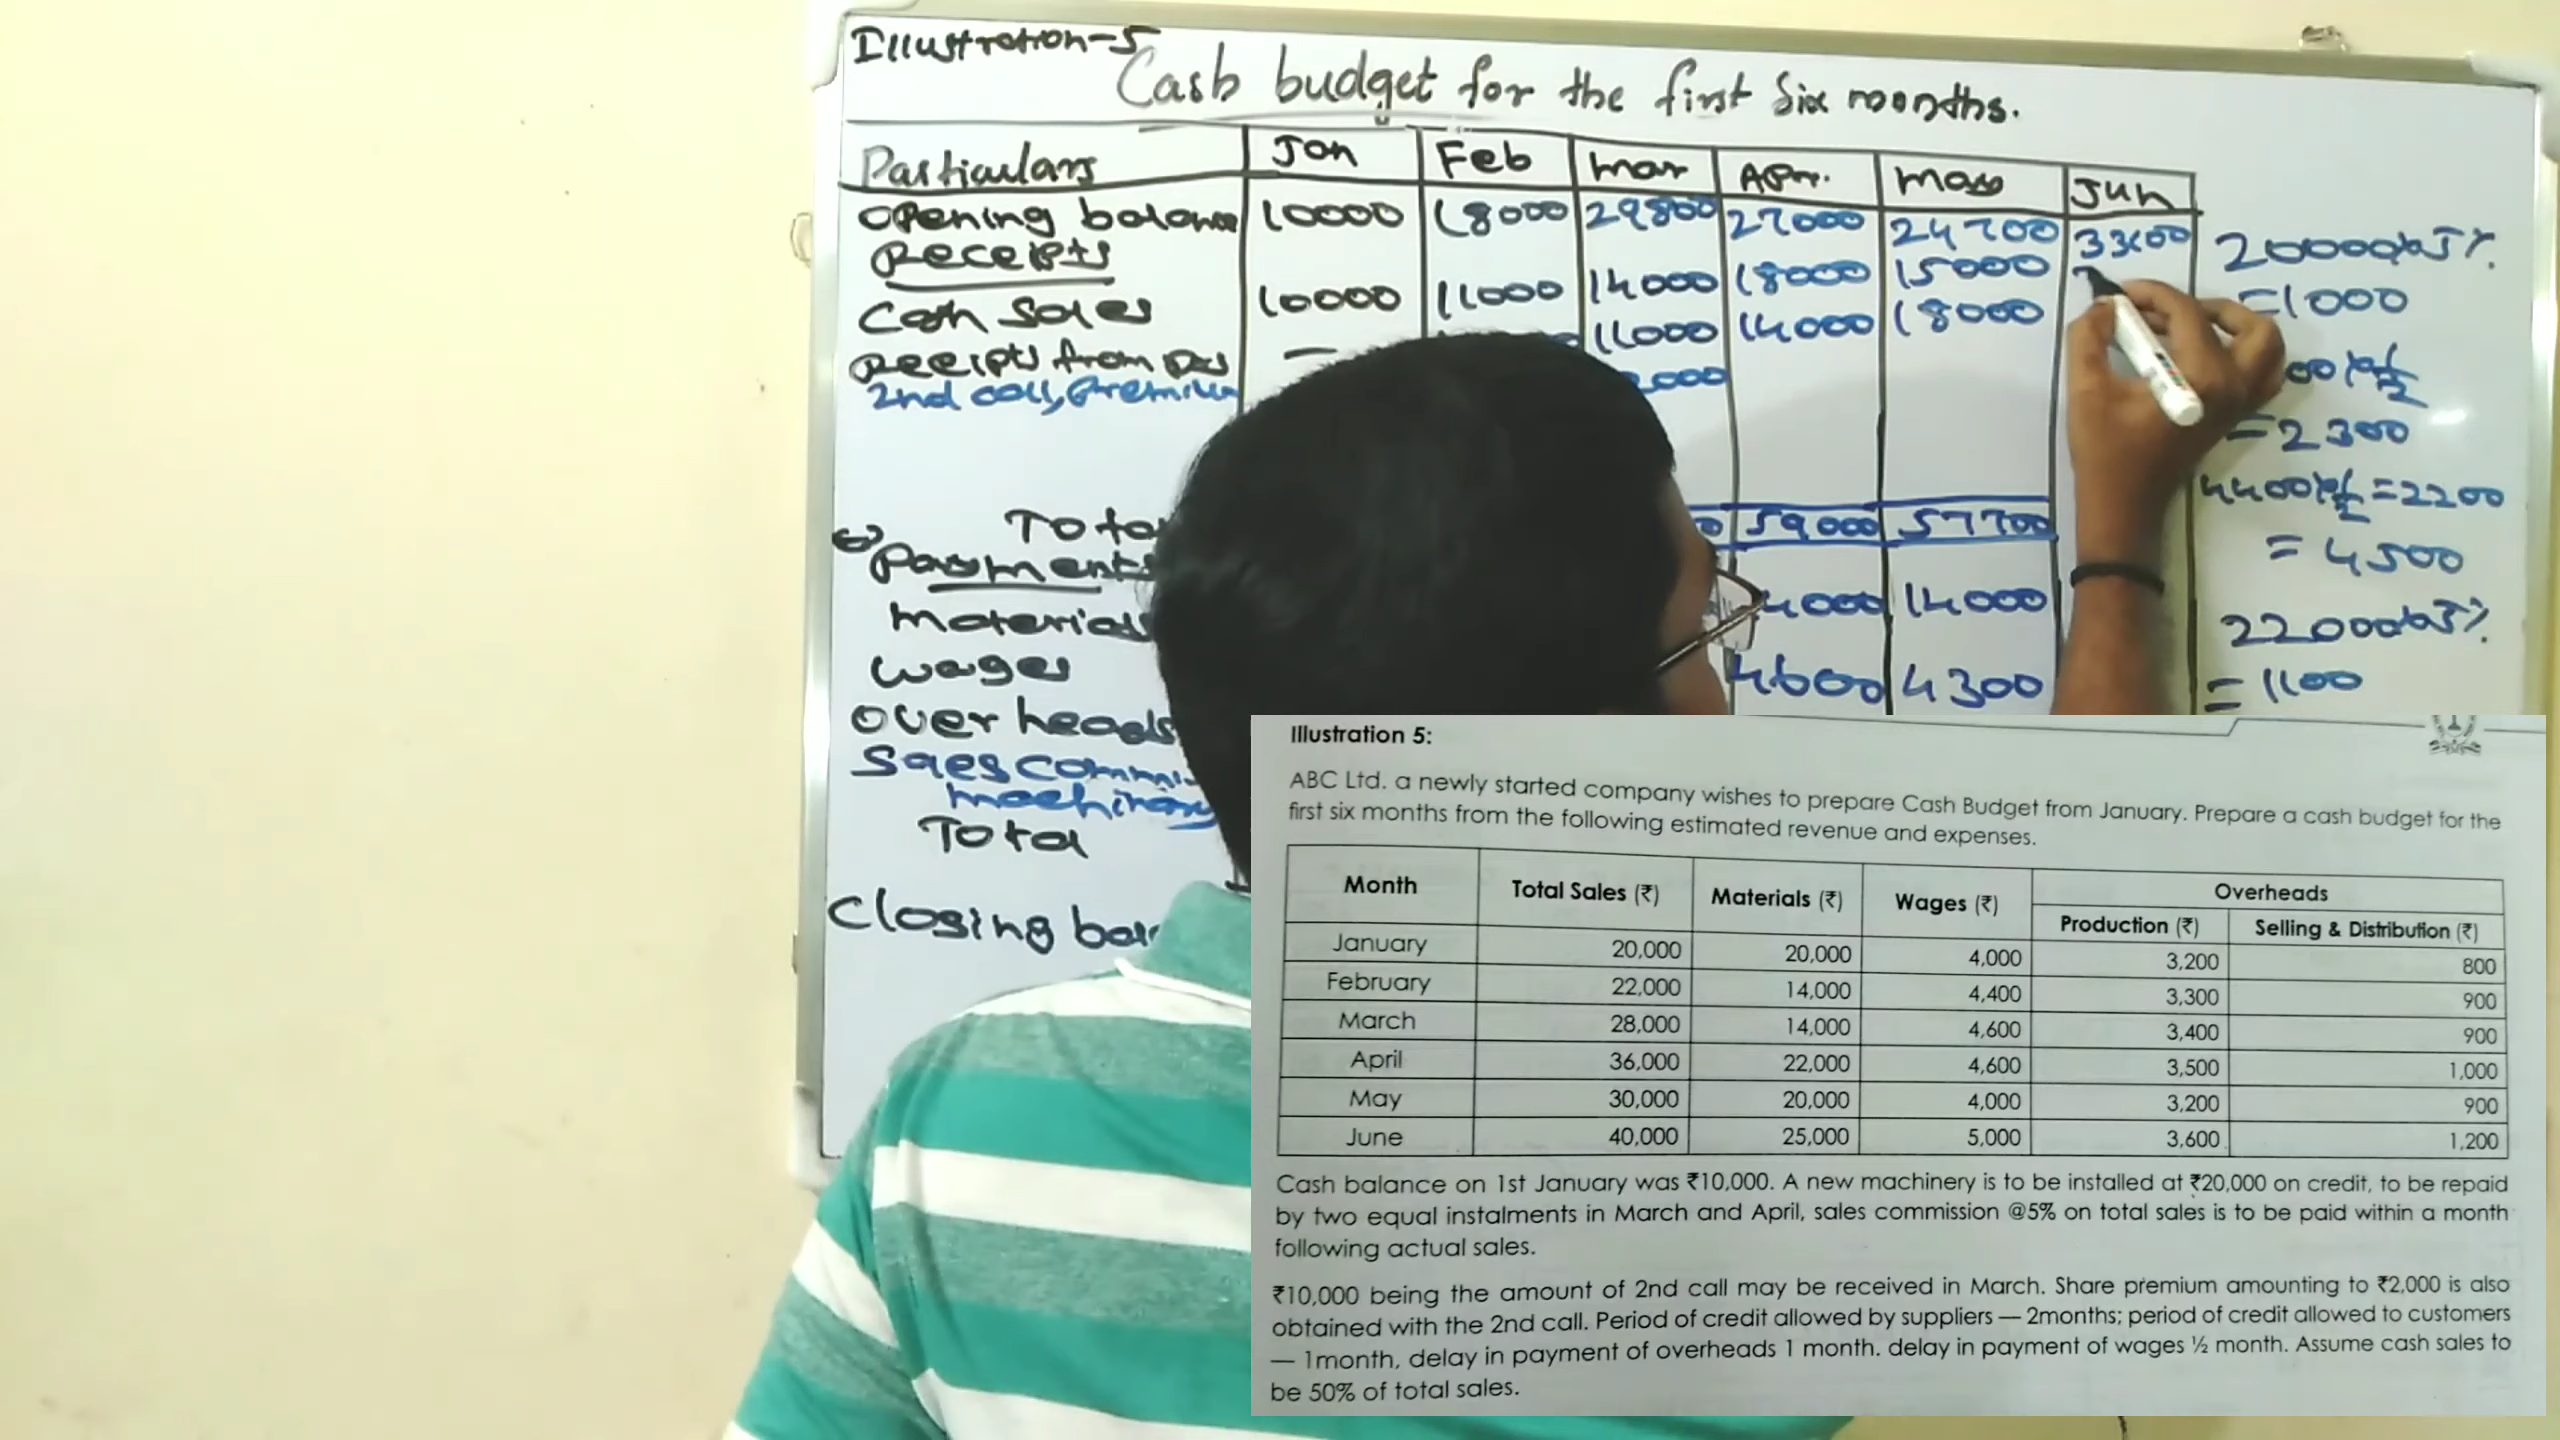 Illustration-5
Cash budget for the first six months.
Particulars Jan Feb Mar Apr. May Jun
Opening balance 10000 18000 29800 27000 24700
Receipts
Cash Sales 10000 11000 14000 18000 15000
Receipts from Drs — 11000 14000 18000
2nd call, Premium
59000 57700
Payments
Material 14000
Wages 4600 4300
Overheads
Sales
machinery
Total
Closing
20000x5%
=1000
= 2300
4400x1/2 =2200
= 4500
22000x5%
= 1100
Illustration 5:
ABC Ltd. a newly started company wishes to prepare Cash Budget from January. Prepare a cash budget for the
first six months from the following estimated revenue and expenses.
Month Total Sales (₹) Materials (₹) Wages (₹) Overheads
Production (₹) Selling & Distribution (₹)
January 20,000 20,000 4,000 3,200 800
February 22,000 14,000 4,400 3,300 900
March 28,000 14,000 4,600 3,400 900
April 36,000 22,000 4,600 3,500 1,000
May 30,000 20,000 4,000 3,200 900
June 40,000 25,000 5,000 3,600 1,200
Cash balance on 1st January was ₹10,000. A new machinery is to be installed at ₹20,000 on credit, to be repaid
by two equal instalments in March and April, sales commission @5% on total sales is to be paid within a month
following actual sales.
₹10,000 being the amount of 2nd call may be received in March. Share premium amounting to ₹2,000 is also
obtained with the 2nd call. Period of credit allowed by suppliers — 2months; period of credit allowed to customers
— 1month, delay in payment of overheads 1 month. delay in payment of wages ½ month. Assume cash sales to
be 50% of total sales.